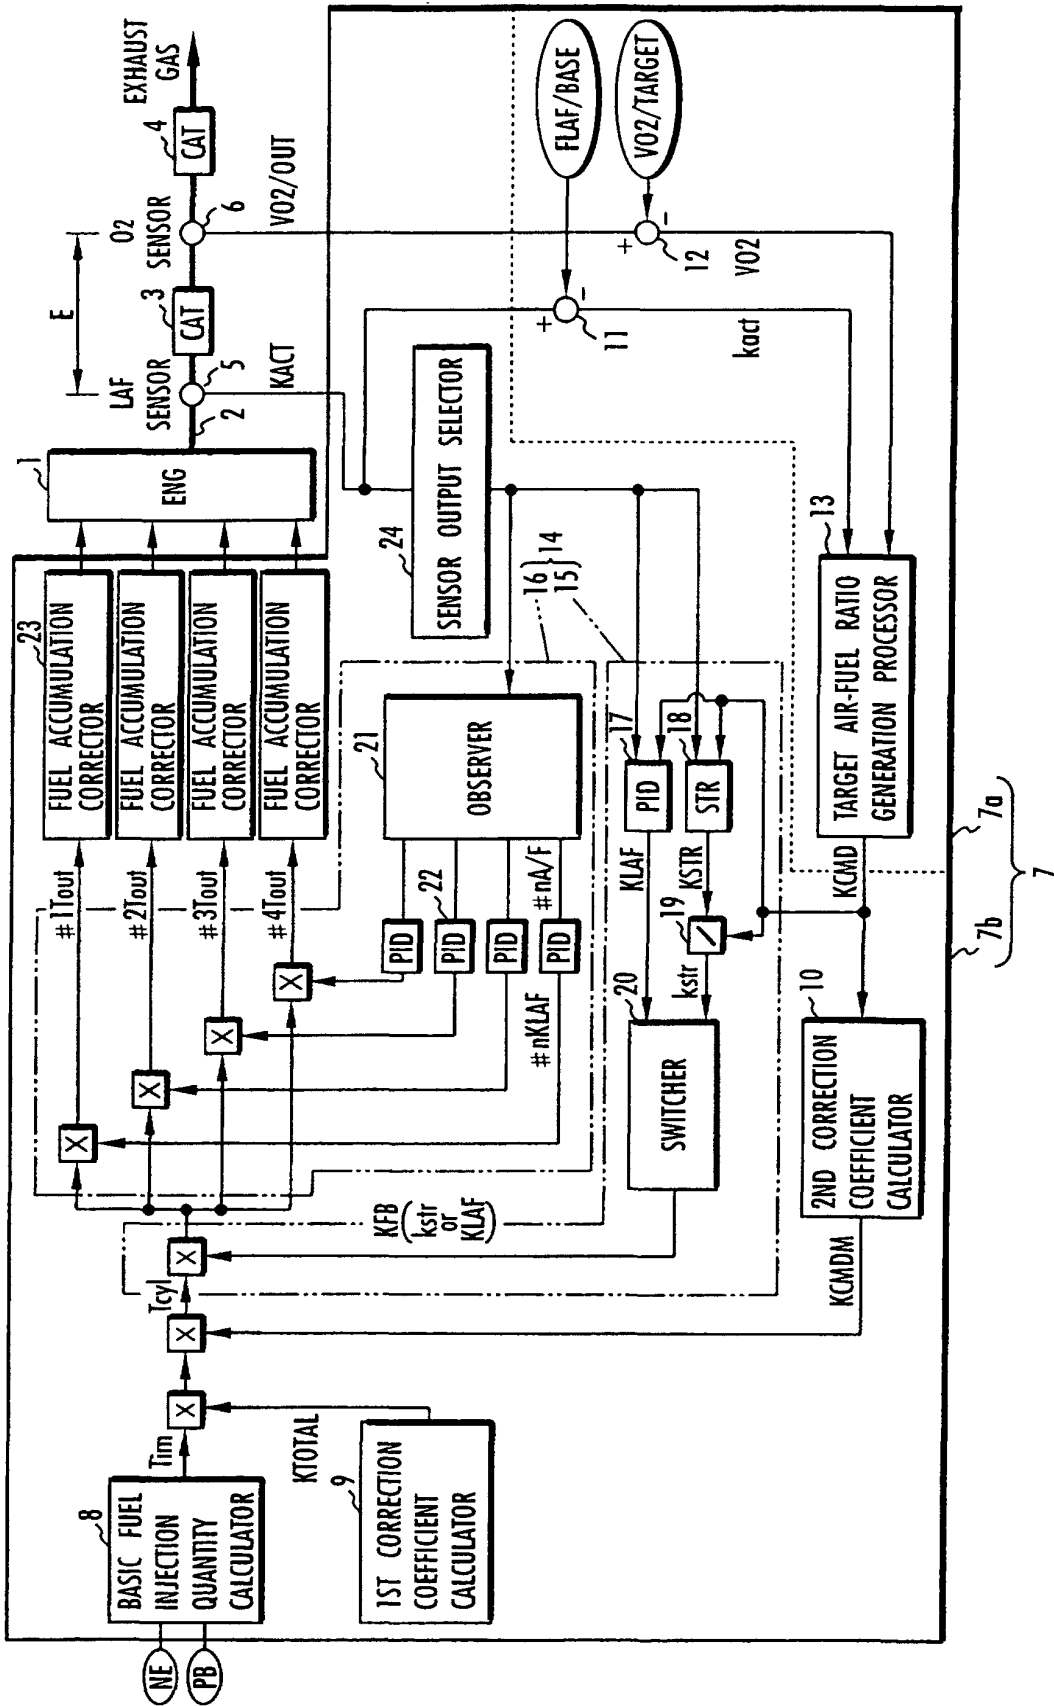 EXHAUST
GAS
4
CAT
O2
SENSOR
6
VO2/OUT
E
3
CAT
LAF
SENSOR
5
KACT
2
1
ENG
23
FUEL ACCUMULATION
CORRECTOR
FUEL ACCUMULATION
CORRECTOR
FUEL ACCUMULATION
CORRECTOR
FUEL ACCUMULATION
CORRECTOR
#1Tout
#2Tout
#3Tout
#4Tout
FLAF/BASE
VO2/TARGET
+
-
12
VO2
+
-
11
kact
24
SENSOR OUTPUT SELECTOR
16
15
14
21
OBSERVER
22
#nA/F
PID
PID
PID
PID
#nKLAF
X
X
X
X
17
PID
18
STR
KLAF
KSTR
19
kstr
20
SWITCHER
KFB
kstr
or
KLAF
13
TARGET AIR-FUEL RATIO
GENERATION PROCESSOR
KCMD
7a
7b
7
10
2ND CORRECTION
COEFFICIENT
CALCULATOR
KCMDM
X
Tcyl
X
X
Tim
KTOTAL
9
1ST CORRECTION
COEFFICIENT
CALCULATOR
8
BASIC FUEL
INJECTION
QUANTITY
CALCULATOR
NE
PB